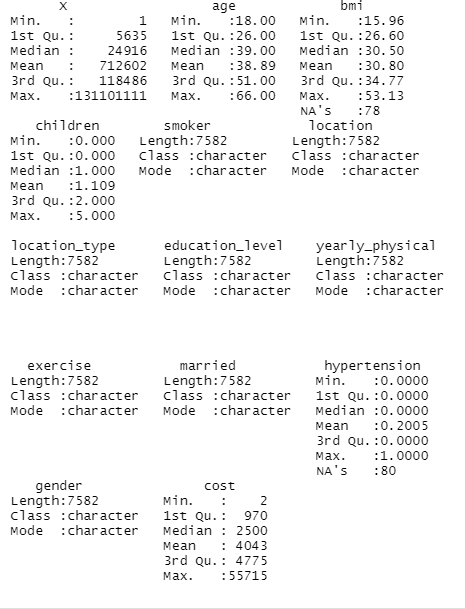 X age bmi
Min. : 1 Min. :18.00 Min. :15.96
1st Qu.: 5635 1st Qu.:26.00 1st Qu.:26.60
Median : 24916 Median :39.00 Median :30.50
Mean : 712602 Mean :38.89 Mean :30.80
3rd Qu.: 118486 3rd Qu.:51.00 3rd Qu.:34.77
Max. :131101111 Max. :66.00 Max. :53.13
NA's :78
children smoker location
Min. :0.000 Length:7582 Length:7582
1st Qu.:0.000 Class :character Class :character
Median :1.000 Mode :character Mode :character
Mean :1.109
3rd Qu.:2.000
Max. :5.000
location_type education_level yearly_physical
Length:7582 Length:7582 Length:7582
Class :character Class :character Class :character
Mode :character Mode :character Mode :character
exercise married hypertension
Length:7582 Length:7582 Min. :0.0000
Class :character Class :character 1st Qu.:0.0000
Mode :character Mode :character Median :0.0000
Mean :0.2005
3rd Qu.:0.0000
Max. :1.0000
NA's :80
gender cost
Length:7582 Min. : 2
Class :character 1st Qu.: 970
Mode :character Median : 2500
Mean : 4043
3rd Qu.: 4775
Max. :55715